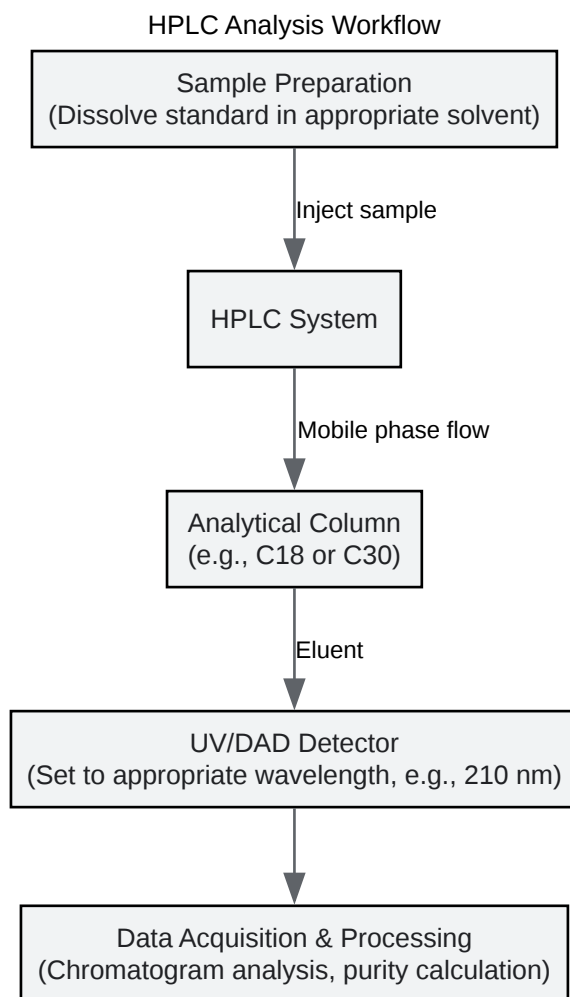 HPLC Analysis Workflow
Sample Preparation
(Dissolve standard in appropriate solvent)
Inject sample
HPLC System
Mobile phase flow
Analytical Column
(e.g., C18 or C30)
Eluent
UV/DAD Detector
(Set to appropriate wavelength, e.g., 210 nm)
Data Acquisition & Processing
(Chromatogram analysis, purity calculation)